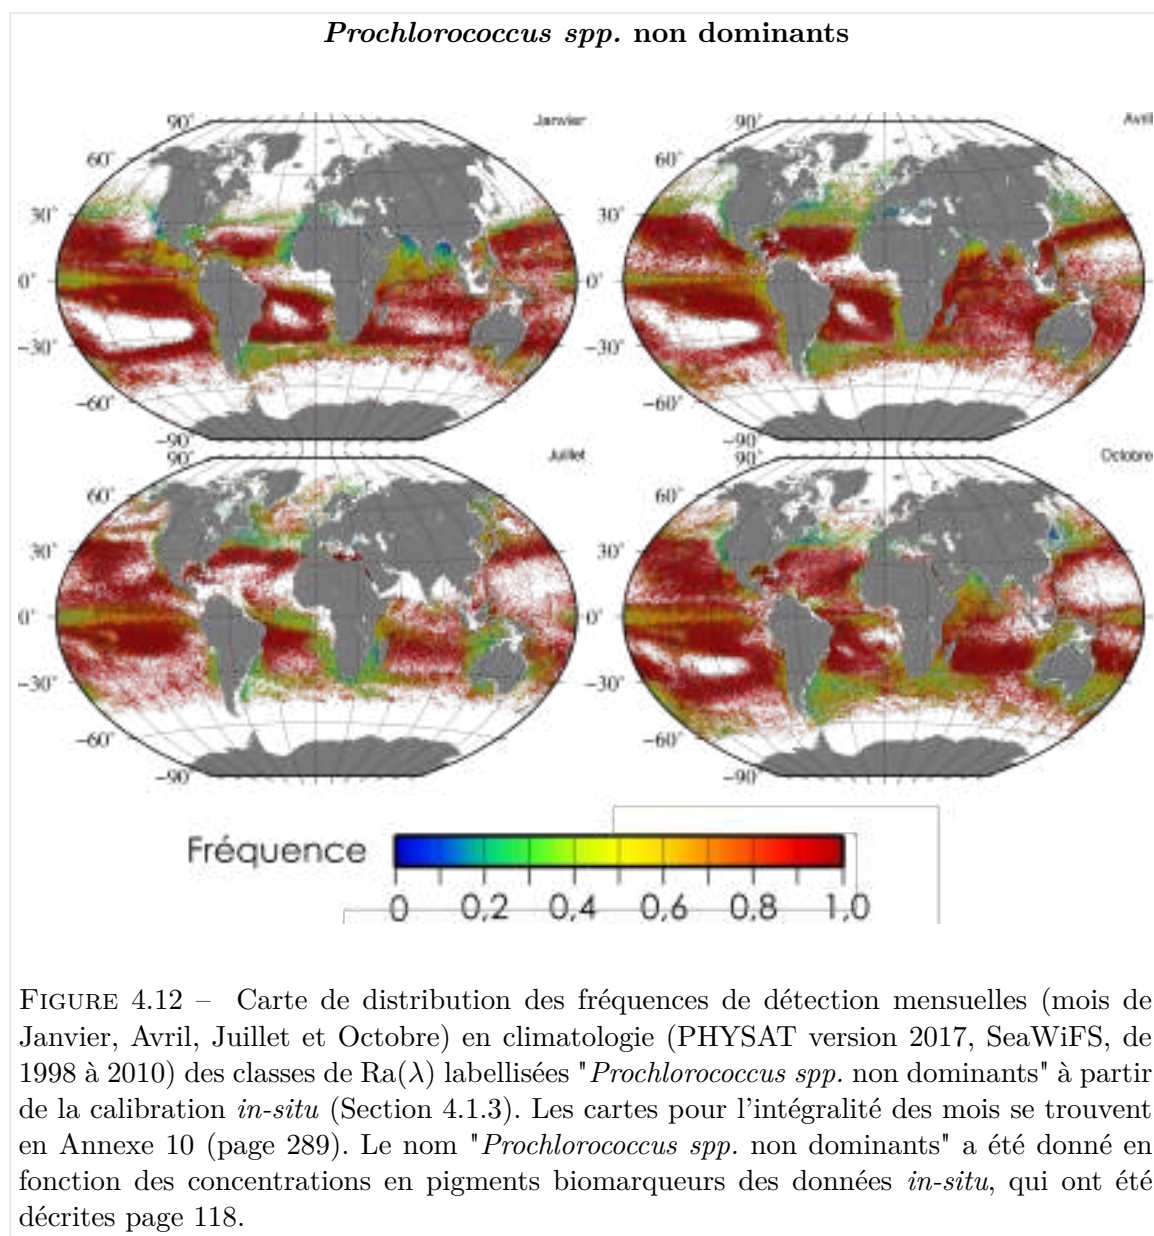 Prochlorococcus spp. non dominants
Janvier
Avril
90°
90°
60°
60°
30°
30°
0°
0°
−30°
−30°
−60°
−60°
−90°
−90°
Juillet
Octobre
90°
90°
60°
60°
30°
30°
0°
0°
−30°
−30°
−60°
−60°
−90°
−90°
Fréquence
0 0,2 0,4 0,6 0,8 1,0
FIGURE 4.12 – Carte de distribution des fréquences de détection mensuelles (mois de
Janvier, Avril, Juillet et Octobre) en climatologie (PHYSAT version 2017, SeaWiFS, de
1998 à 2010) des classes de Ra(λ) labellisées "Prochlorococcus spp. non dominants" à partir
de la calibration in-situ (Section 4.1.3). Les cartes pour l'intégralité des mois se trouvent
en Annexe 10 (page 289). Le nom "Prochlorococcus spp. non dominants" a été donné en
fonction des concentrations en pigments biomarqueurs des données in-situ, qui ont été
décrites page 118.